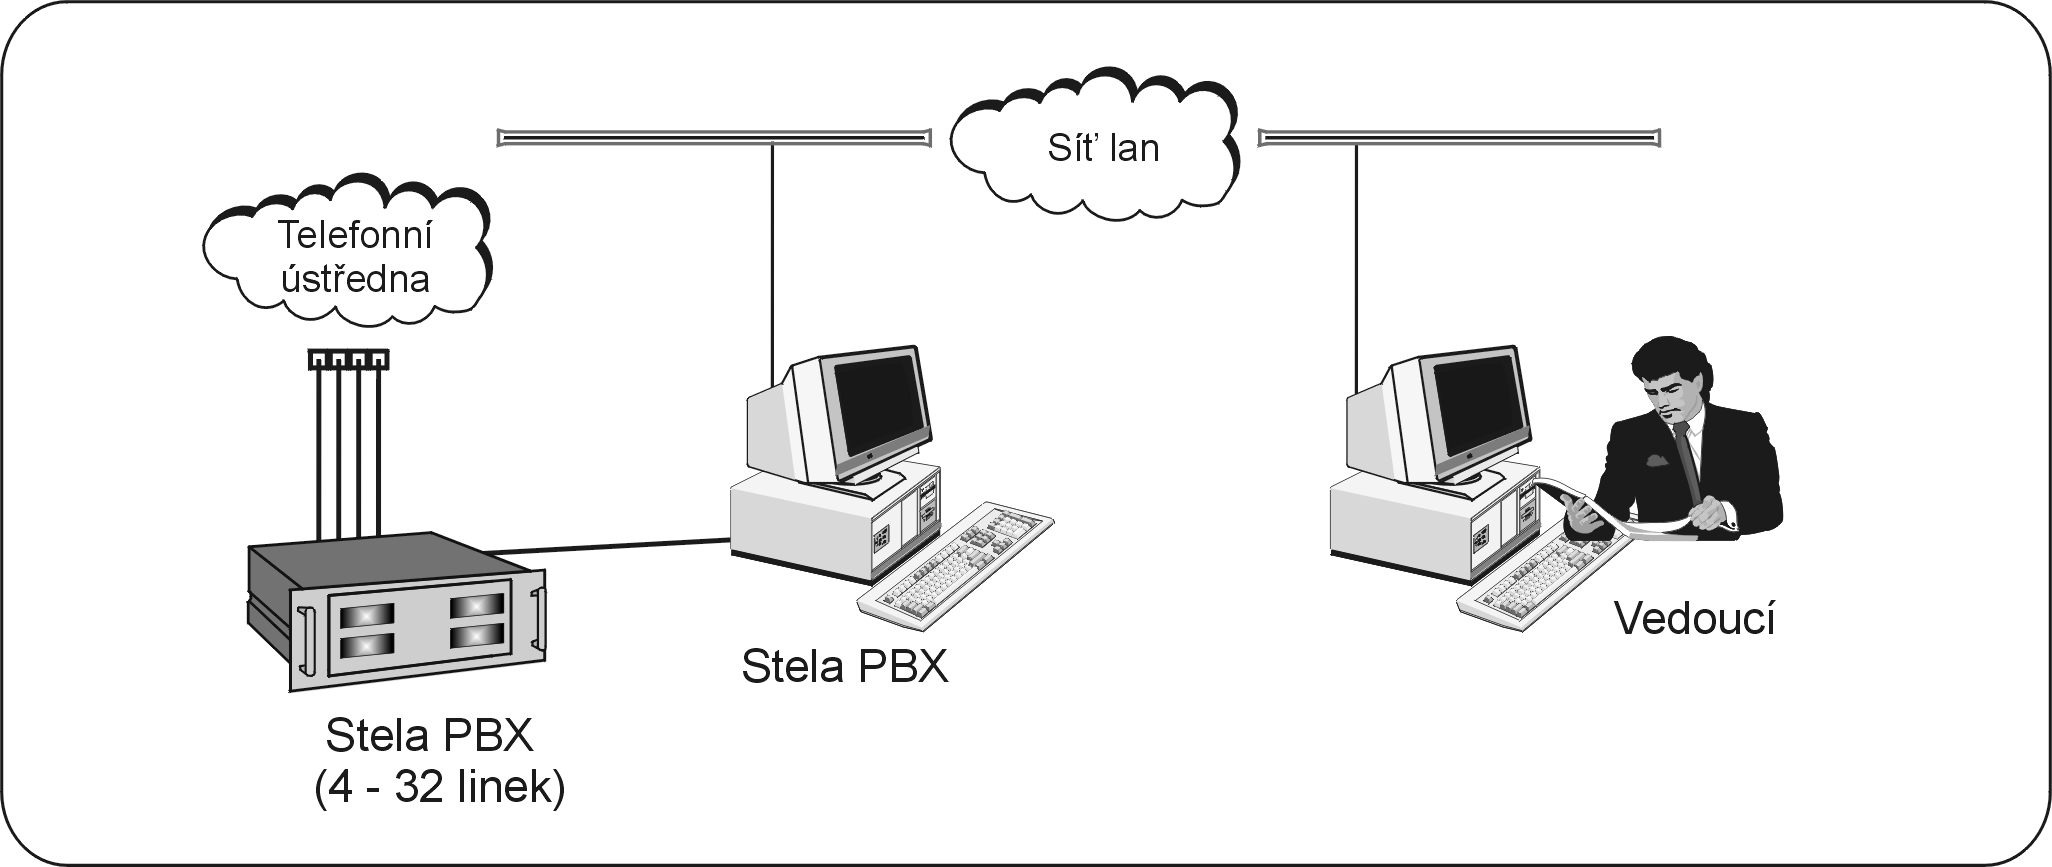 Síť lan
Telefonní
ústředna
Vedoucí
Stela PBX
Stela PBX
(4 - 32 linek)